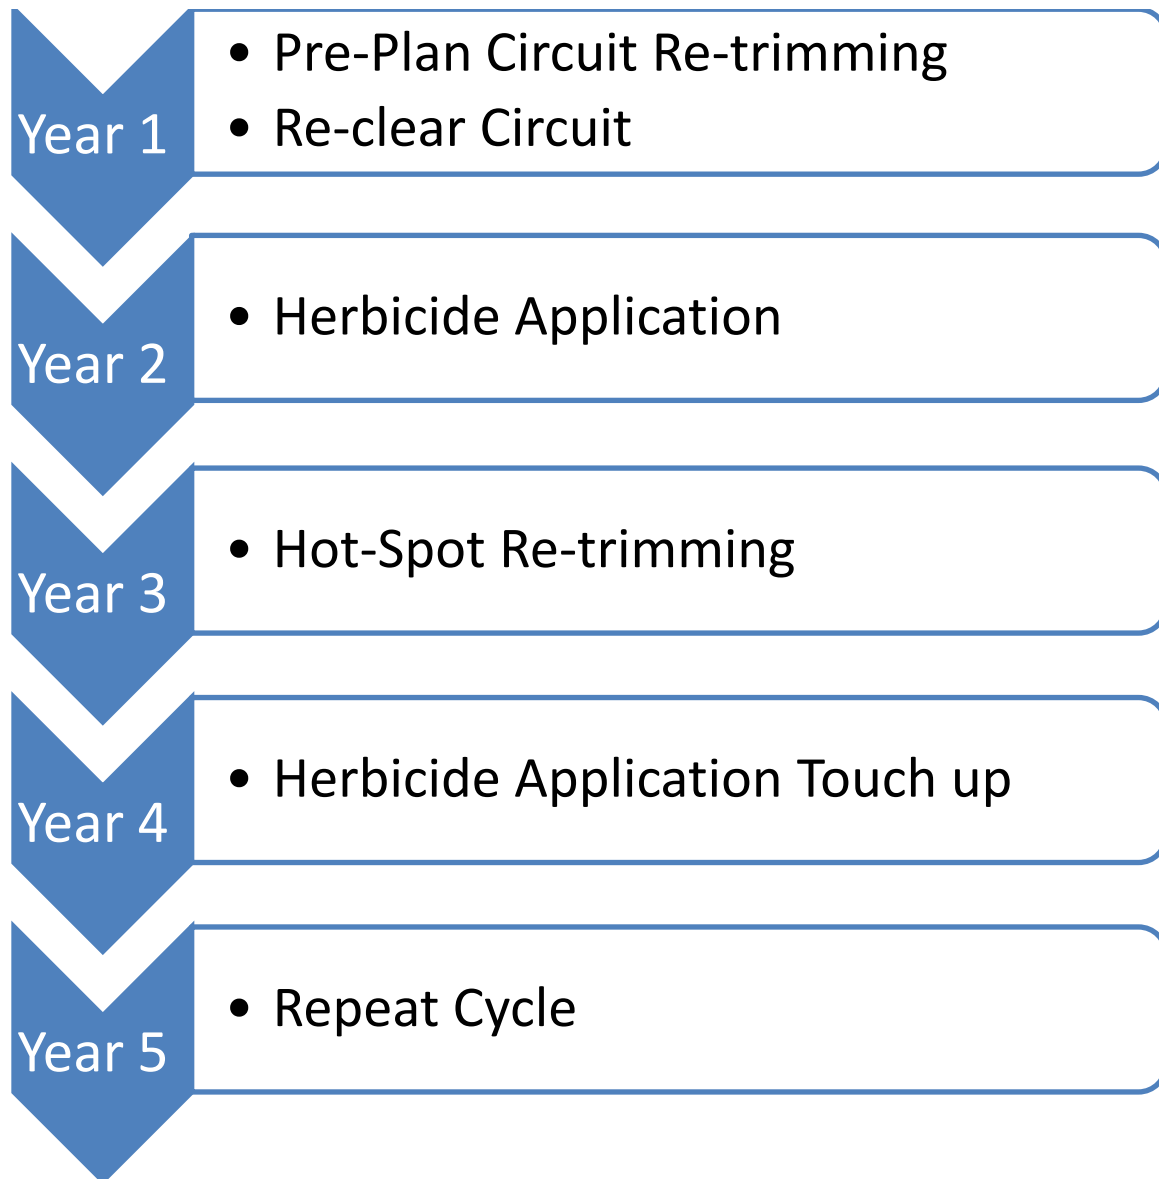 • Pre-Plan Circuit Re-trimming
• Re-clear Circuit
Year 1
• Herbicide Application
Year 2
• Hot-Spot Re-trimming
Year 3
• Herbicide Application Touch up
Year 4
• Repeat Cycle
Year 5